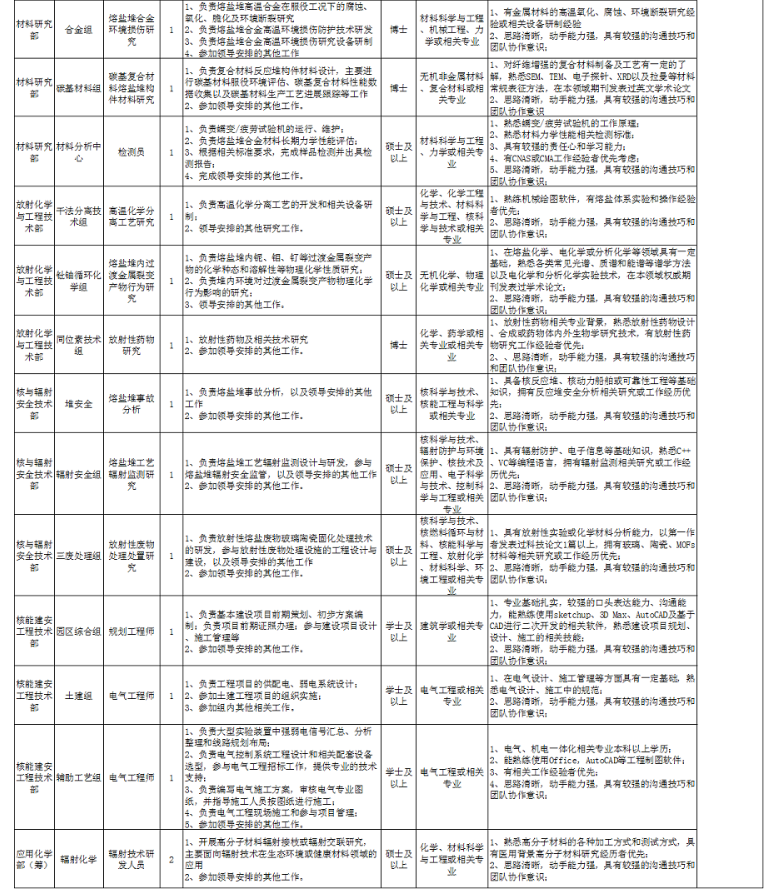 材料研究部
合金组
熔盐堆合金环境损伤研究
1
1、负责熔盐堆高温合金在服役工况下的腐蚀、氧化、脆化及环境断裂研究
2、负责熔盐堆合金高温环境损伤防护技术研发
3、负责熔盐堆合金高温环境损伤研究设备研制
4、参加领导安排的其他工作
博士
材料科学与工程、机械工程、力学或相关专业
1、有金属材料的高温氧化、腐蚀、环境断裂研究经验或相关设备研制经验
2、思路清晰，动手能力强，具有较强的沟通技巧和团队协作意识
材料研究部
碳基材料组
碳基复合材料熔盐堆构件材料研究
1
1、负责复合材料反应堆构件材料设计，主要进行碳基材料服役环境评估、碳基复合材料性能数据收集以及碳基材料生产工艺进展跟踪等工作
2、参加领导安排的其他工作。
博士
无机非金属材料、复合材料或相关专业
1、对纤维增强的复合材料制备及工艺有一定的了解，熟悉SEM、TEM、电子探针、XRD以及拉曼等材料常规表征方法，在本领域期刊发表过英文学术论文
2、思路清晰，动手能力强，具有较强的沟通技巧和团队协作意识
材料研究部
材料分析中心
检测员
1
1、负责蠕变/疲劳试验机的运行、维护；
2、负责熔盐堆合金材料长期力学性能评估；
3、根据相关标准要求，完成样品检测并出具检测报告；
4、完成领导安排的其他工作。
硕士及以上
材料科学与工程、力学或相关专业
1、熟悉蠕变/疲劳试验机的工作原理；
2、熟悉材料力学性能相关检测标准；
3、具有较强的责任心和学习能力；
4、有CNAS或CMA工作经验者优先考虑；
5、思路清晰，动手能力强，具有较强的沟通技巧和团队协作意识；
放射化学与工程技术部
干法分离技术组
高温化学分离工艺研究
1
1、负责高温化学分离工艺的开发和相关设备研制；
2、领导安排的其他研究工作。
硕士及以上
化学、化学工程与技术、材料科学与工程、核科学与技术或相关专业
1、熟练机械绘图软件，有熔盐体系实验和操作经验者优先；
2、思路清晰，动手能力强，具有较强的沟通技巧和团队协作意识；
放射化学与工程技术部
钍铀循环化学组
熔盐堆内过渡金属裂变产物行为研究
1
1、负责熔盐堆内铌、钼、钌等过渡金属裂变产物的化学种态和溶解性等物理化学性质研究；
2、负责堆内环境对过渡金属裂变产物物理化学行为影响的研究；
3、领导安排的其他工作。
硕士及以上
无机化学、物理化学或相关专业
1、在熔盐化学、电化学或分析化学等领域具有一定基础，熟悉各类常见光谱、质谱和能谱等谱学方法以及电化学和分析化学实验技术，在本领域权威期刊发表过学术论文；
2、思路清晰，动手能力强，具有较强的沟通技巧和团队协作意识
放射化学与工程技术部
同位素技术组
放射性药物研究
1
1、放射性药物及相关技术研究
2、参加领导安排的其他工作。
博士
化学、药学或相关专业或相关专业
1、放射性药物相关专业背景，熟悉放射性药物设计、合成或药物体内外生物学研究技术，有放射性药物研究工作经验者优先；
2、、思路清晰，动手能力强，具有较强的沟通技巧和团队协作意识；
核与辐射安全技术部
堆安全
熔盐堆事故分析
1
1、负责熔盐堆事故分析，以及领导安排的其他工作
2、参加领导安排的其他工作。
硕士及以上
核科学与技术、核能工程与科学或相关专业
1、具备核反应堆、核动力船舶或可靠性工程等基础知识，拥有反应堆安全分析相关研究或工作经历优先；
2、思路清晰，动手能力强，具有较强的沟通技巧和团队协作意识；
核与辐射安全技术部
辐射安全组
熔盐堆工艺辐射监测研究
1
1、负责熔盐堆工艺辐射监测设计与研发，参与熔盐堆辐射安全监管，以及领导安排的其他工作
2、参加领导安排的其他工作。
硕士及以上
核科学与技术、辐射防护与环境保护、核技术及应用、电子科学与技术、控制科学与工程或相关专业
1、具有辐射防护、电子信息等基础知识，熟悉C++、VC等编程语言，拥有辐射监测相关研究或工作经历优先；
2、思路清晰，动手能力强，具有较强的沟通技巧和团队协作意识；
核与辐射安全技术部
三废处理组
放射性废物处理处置研究
1
1、负责放射性熔盐废物玻璃陶瓷固化处理技术的研发，参与放射性废物处理设施的工程设计与建设，以及领导安排的其他工作
2、参加领导安排的其他工作。
硕士及以上
核科学与技术、核燃料循环与材料、核能科学与工程、放射化学、材料科学、环境工程或相关专业
1、具有放射性实验或化学材料分析能力，以第一作者发表过科技论文1篇以上，拥有玻璃、陶瓷、MOFs材料等相关研究或工作经历优先；
2、思路清晰，动手能力强，具有较强的沟通技巧和团队协作意识；
核能建安工程技术部
园区综合组
规划工程师
1
1、负责基本建设项目前期策划、初步方案编制；负责项目前期证照办理；参与建设项目设计、施工管理等
2、参加领导安排的其他工作。
学士及以上
建筑学或相关专业
1、专业基础扎实，较强的口头表达能力、沟通能力，能熟练使用sketchup、3D Max、AutoCAD及基于CAD进行二次开发的相关软件，熟悉建设项目规划、设计、施工的相关技能；
2、思路清晰，动手能力强，具有较强的沟通技巧和团队协作意识；
核能建安工程技术部
土建组
电气工程师
1
1、负责工程项目的供配电、弱电系统设计；
2、参加土建工程项目的组织实施；
3、参加组内其他相关工作。
学士及以上
电气工程或相关专业
1、在电气设计、施工管理等方面具有一定基础，熟悉电气设计、施工中的规范；
2、思路清晰，动手能力强，具有较强的沟通技巧和团队协作意识；
核能建安工程技术部
辅助工艺组
电气工程师
1
1、负责大型实验装置中强弱电信号汇总、分析整理和线路规划布局；
2、负责电气控制系统工程设计和相关配套设备选型，参与电气工程招标工作，提供专业的技术支持；
3、负责编写电气施工方案，审核电气专业图纸，并指导施工人员按图纸进行施工；
4、负责电气工程现场施工和参与项目管理；
5、参加领导安排的其他工作。
学士及以上
电气工程或相关专业
1、电气、机电一体化相关专业本科以上学历；
2、能熟练使用Office，AutoCAD等工程制图软件；
3、有相关工作经验者优先；
4、思路清晰，动手能力强，具有较强的沟通技巧和团队协作意识；
应用化学部（筹）
辐射化学
辐射技术研发人员
2
1、开展高分子材料辐射接枝或辐射交联研究，主要面向辐射技术在生态环境或健康材料领域的应用
2、参加领导安排的其他工作。
硕士及以上
化学、材料科学与工程或相关专业
1、熟悉高分子材料的各种加工方式和测试方式，具有医用背景高分子材料研究经历者优先；
2、思路清晰，动手能力强，具有较强的沟通技巧和团队协作意识；